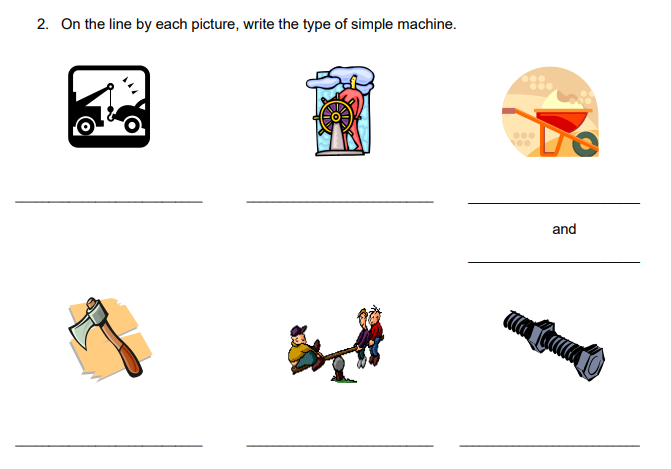 2. On the line by each picture, write the type of simple machine.
and